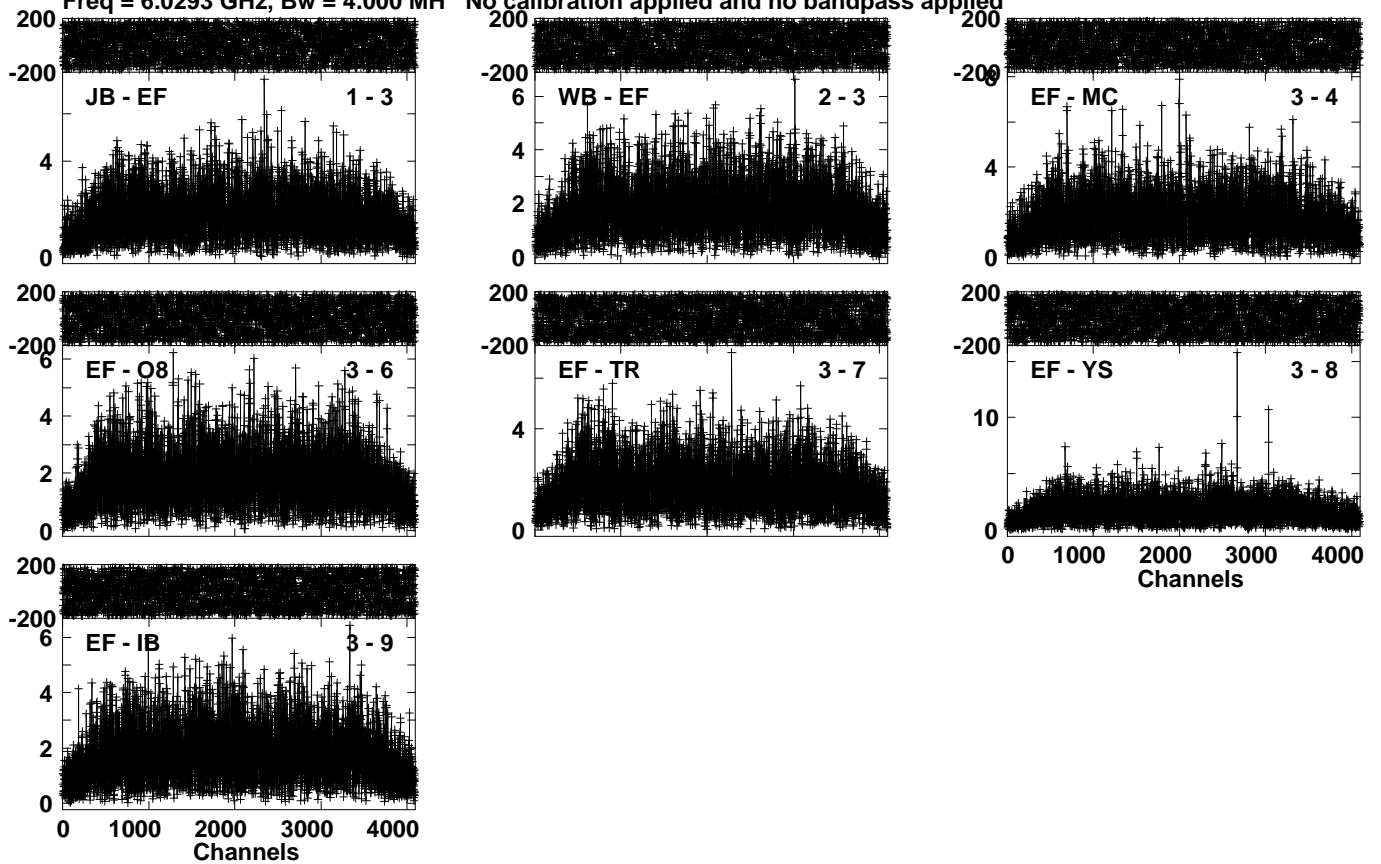 Freq = 6.0293 GHz, Bw = 4.000 MH No calibration applied and no bandpass applied
200 200 200
-200 -200 -200
8
JB - EF 1 - 3 WB - EF 2 - 3 EF - MC 3 - 4
6
4 4 4
2
0 0 0
200 200 200
-200 -200 -200
6
EF - O8 3 - 6 EF - TR 3 - 7 EF - YS 3 - 8
4 4 10
2
0 0 0
0 1000 2000 3000 4000
Channels
200
-200
6
EF - IB 3 - 9
4
2
0
0 1000 2000 3000 4000
Channels